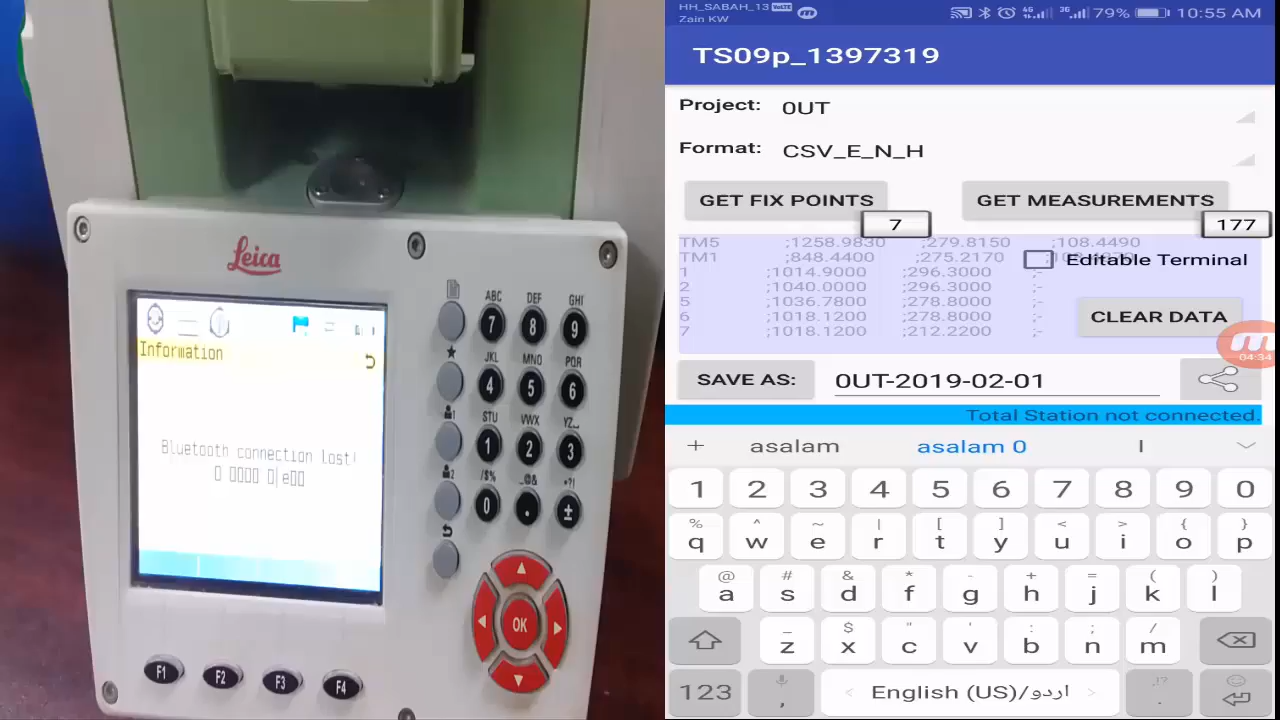 Leica
Information
Bluetooth connection lost!
ABC DEF GHI
7 8 9
JKL MNO PQR
4 5 6
STU VWX YZ_
1 2 3
/$% _@& *?!
0 . ±
OK
F1 F2 F3 F4
HH_SABAH_13 VoLTE
Zain KW
4G 3G 79% 10:55 AM
TS09p_1397319
Project: 0UT
Format: CSV_E_N_H
GET FIX POINTS GET MEASUREMENTS
7 177
TM5 ;1258.9830 ;279.8150 ;108.4490
TM1 ;848.4400 ;275.2170
Editable Terminal
1 ;1014.9000 ;296.3000 ;-
2 ;1040.0000 ;296.3000 ;-
5 ;1036.7800 ;278.8000 ;-
6 ;1018.1200 ;278.8000 ;-
7 ;1018.1200 ;212.2200 ;-
CLEAR DATA
04:34
SAVE AS: 0UT-2019-02-01
Total Station not connected.
+ asalam asalam 0 I
1 2 3 4 5 6 7 8 9 0
% ^ ~ | [ ] < > { }
q w e r t y u i o p
@ # & * - + = ( )
a s d f g h j k l
_ $ " ' : ; /
z x c v b n m
123 , < English (US)/اردو > .